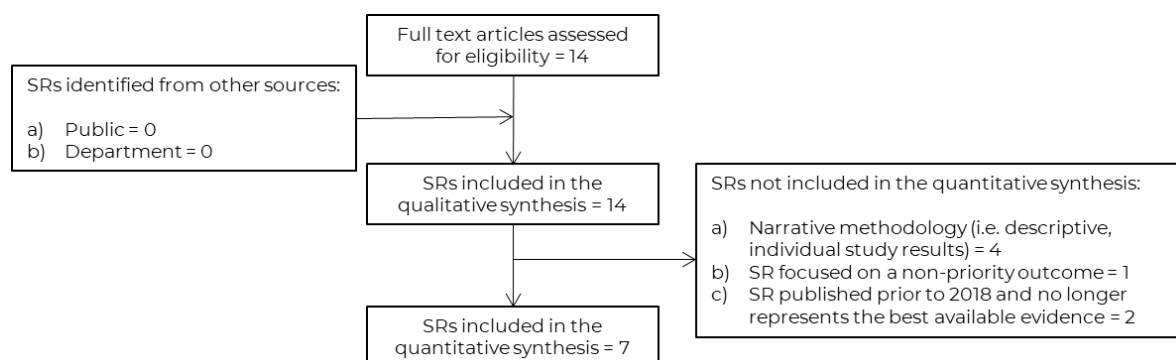 Full text articles assessed
for eligibility = 14
SRs identified from other sources:
a) Public = 0
b) Department = 0
SRs included in the
qualitative synthesis = 14
SRs not included in the quantitative synthesis:
a) Narrative methodology (i.e. descriptive,
individual study results) = 4
b) SR focused on a non-priority outcome = 1
c) SR published prior to 2018 and no longer
represents the best available evidence = 2
SRs included in the
quantitative synthesis = 7